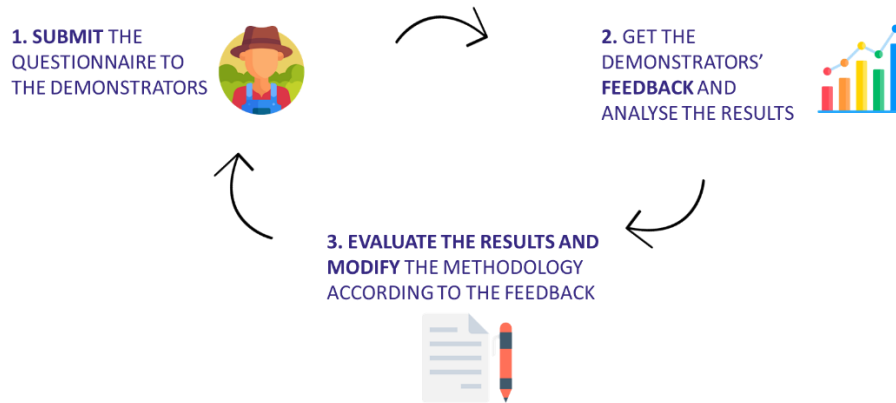 1. SUBMIT THE
QUESTIONNAIRE TO
THE DEMONSTRATORS
2. GET THE
DEMONSTRATORS'
FEEDBACK AND
ANALYSE THE RESULTS
3. EVALUATE THE RESULTS AND
MODIFY THE METHODOLOGY
ACCORDING TO THE FEEDBACK